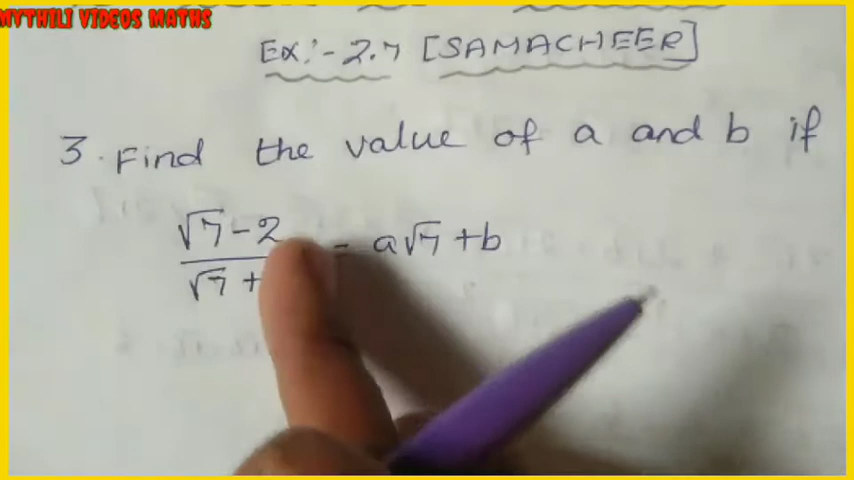 MYTHILI VIDEOS MATHS
Ex:- 2.7 [SAMACHEER]
3. Find the value of a and b if
√7-2
= a√7+b
√7+